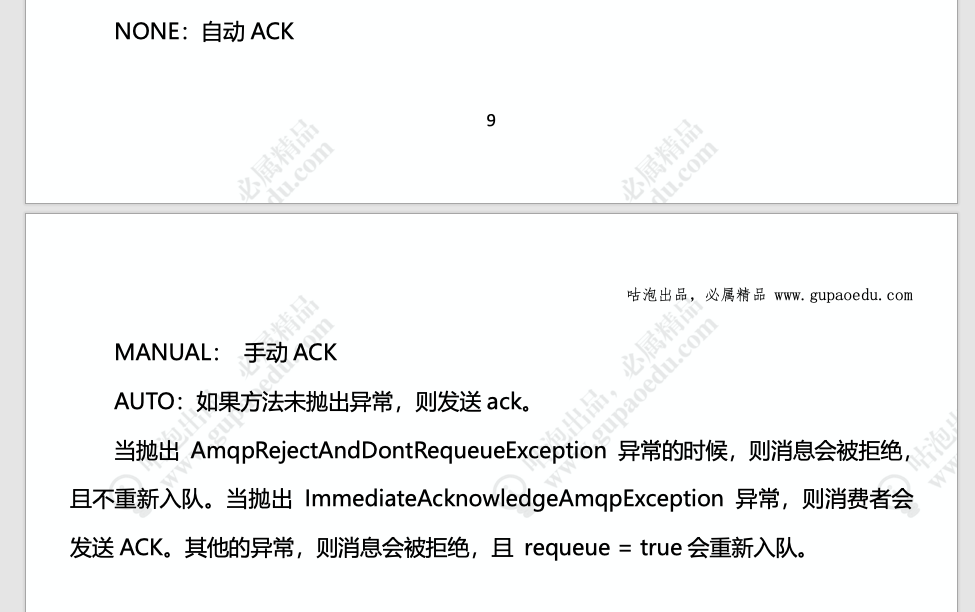 NONE：自动 ACK
9
咕泡出品，必属精品 www.gupaoedu.com
MANUAL： 手动 ACK
AUTO：如果方法未抛出异常，则发送 ack。
当抛出 AmqpRejectAndDontRequeueException 异常的时候，则消息会被拒绝，
且不重新入队。当抛出 ImmediateAcknowledgeAmqpException 异常，则消费者会
发送 ACK。其他的异常，则消息会被拒绝，且 requeue = true 会重新入队。